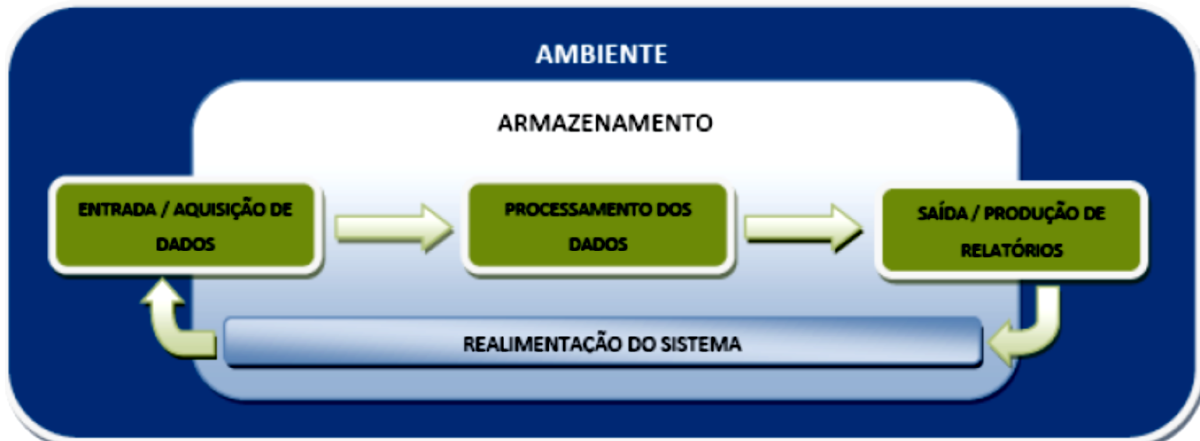 AMBIENTE
ARMAZENAMENTO
ENTRADA / AQUISIÇÃO DE
DADOS
PROCESSAMENTO DOS
DADOS
SAÍDA / PRODUÇÃO DE
RELATÓRIOS
REALIMENTAÇÃO DO SISTEMA